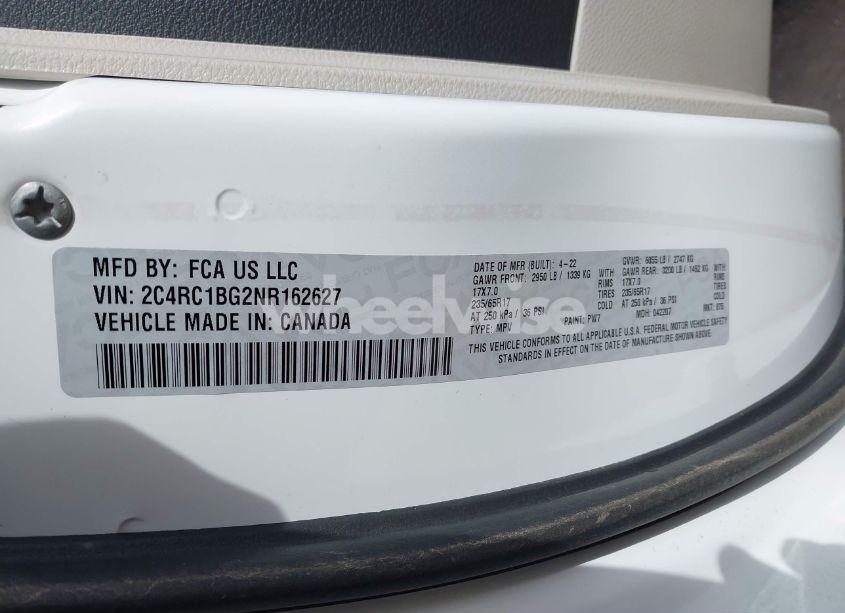 MFD BY: FCA US LLC
VIN: 2C4RC1BG2NR162627
VEHICLE MADE IN: CANADA
DATE OF MFR (BUILT): 4-22 GVWR: 6055 LB / 2747 KG
GAWR FRONT: 2950 LB / 1339 KG WITH GAWR REAR: 3200 LB / 1452 KG WITH
17X7.0 RIMS 17X7.0 RIMS
235/65R17 TIRES 235/65R17 TIRES
AT 250 kPa / 36 PSI COLD AT 250 kPa / 36 PSI COLD
TYPE: MPV PAINT: PW7 MDH: 042207
THIS VEHICLE CONFORMS TO ALL APPLICABLE U.S.A. FEDERAL MOTOR VEHICLE SAFETY
STANDARDS IN EFFECT ON THE DATE OF MANUFACTURE SHOWN ABOVE.
wheelwise